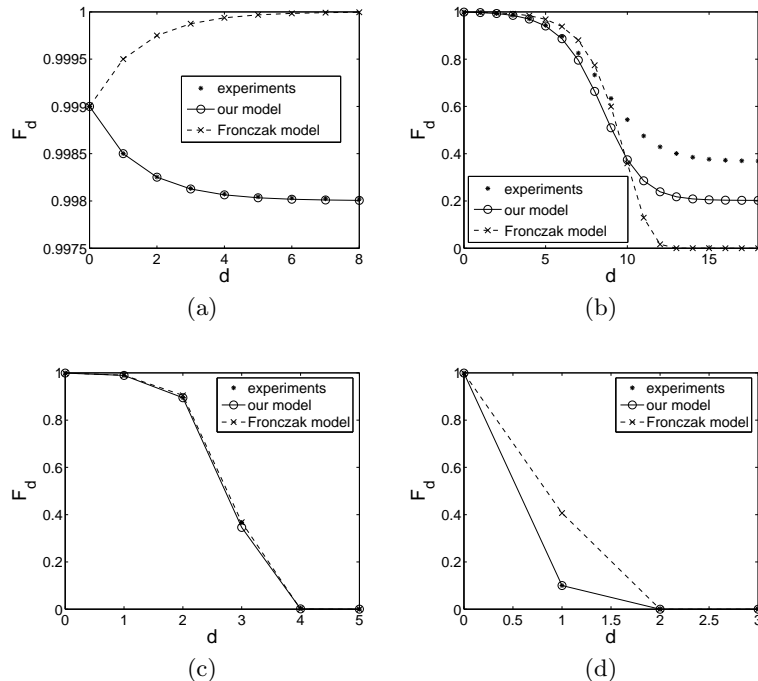 1
0.9995
0.999
0.9985
0.998
0.9975
F_d
0 2 4 6 8
d
experiments
our model
Fronczak model
(a)
1
0.8
0.6
0.4
0.2
0
F_d
0 5 10 15
d
experiments
our model
Fronczak model
(b)
1
0.8
0.6
0.4
0.2
0
F_d
0 1 2 3 4 5
d
experiments
our model
Fronczak model
(c)
1
0.8
0.6
0.4
0.2
0
F_d
0 0.5 1 1.5 2 2.5 3
d
experiments
our model
Fronczak model
(d)